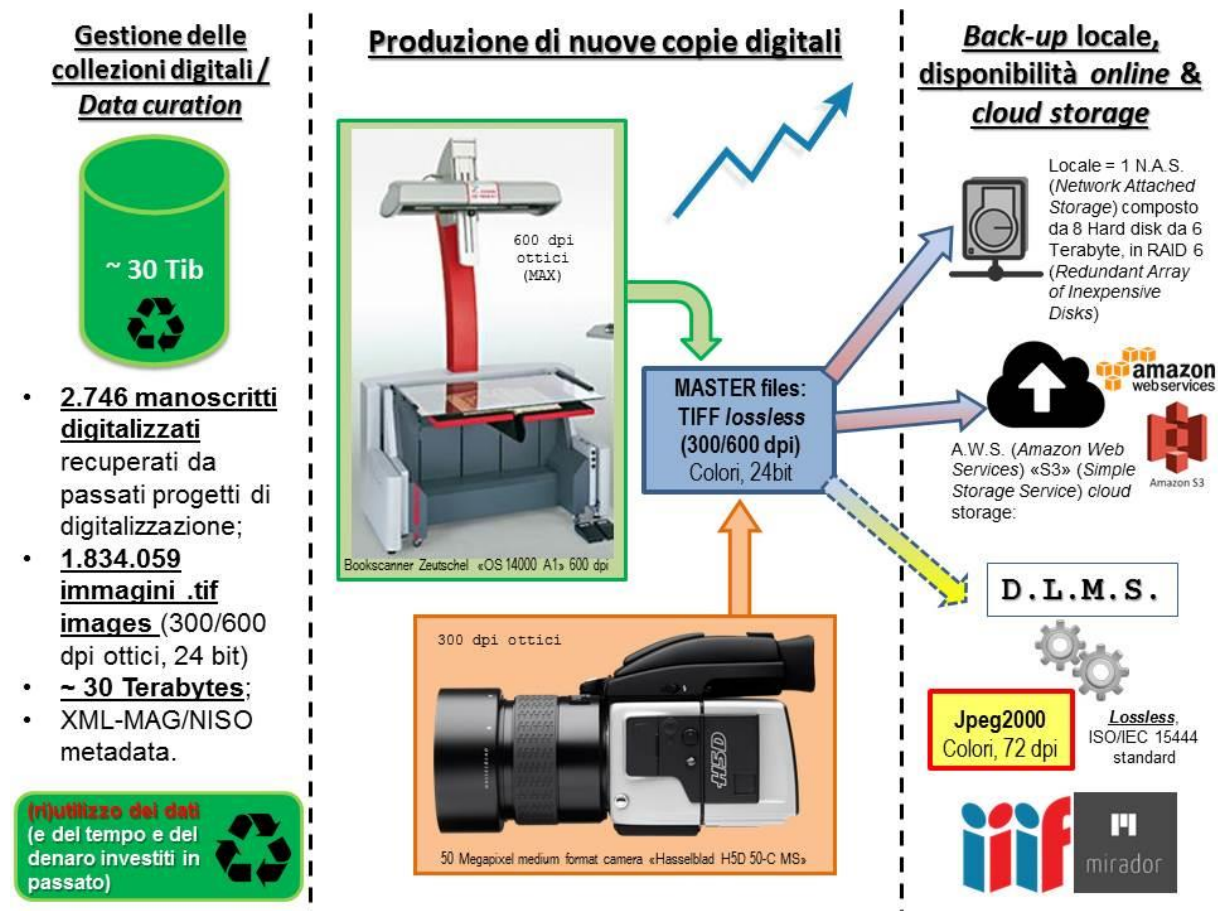 Gestione delle
collezioni digitali /
Data curation
~ 30 Tib
• 2.746 manoscritti
digitalizzati
recuperati da
passati progetti di
digitalizzazione;
• 1.834.059
immagini .tif
images (300/600
dpi ottici, 24 bit)
• ~ 30 Terabytes;
• XML-MAG/NISO
metadata.
(ri)utilizzo dei dati
(e del tempo e del
denaro investiti in
passato)
Produzione di nuove copie digitali
600 dpi
ottici
(MAX)
Bookscanner Zeutschel «OS 14000 A1» 600 dpi
MASTER files:
TIFF lossless
(300/600 dpi)
Colori, 24bit
300 dpi ottici
H5D
50 Megapixel medium format camera «Hasselblad H5D 50-C MS»
Back-up locale,
disponibilità online &
cloud storage
Locale = 1 N.A.S.
(Network Attached
Storage) composto
da 8 Hard disk da 6
Terabyte, in RAID 6
(Redundant Array
of Inexpensive
Disks)
amazon
webservices
A.W.S. (Amazon Web
Services) «S3» (Simple
Storage Service) cloud
storage:
Amazon S3
D.L.M.S.
Jpeg2000
Colori, 72 dpi
Lossless,
ISO/IEC 15444
standard
iiif
mirador